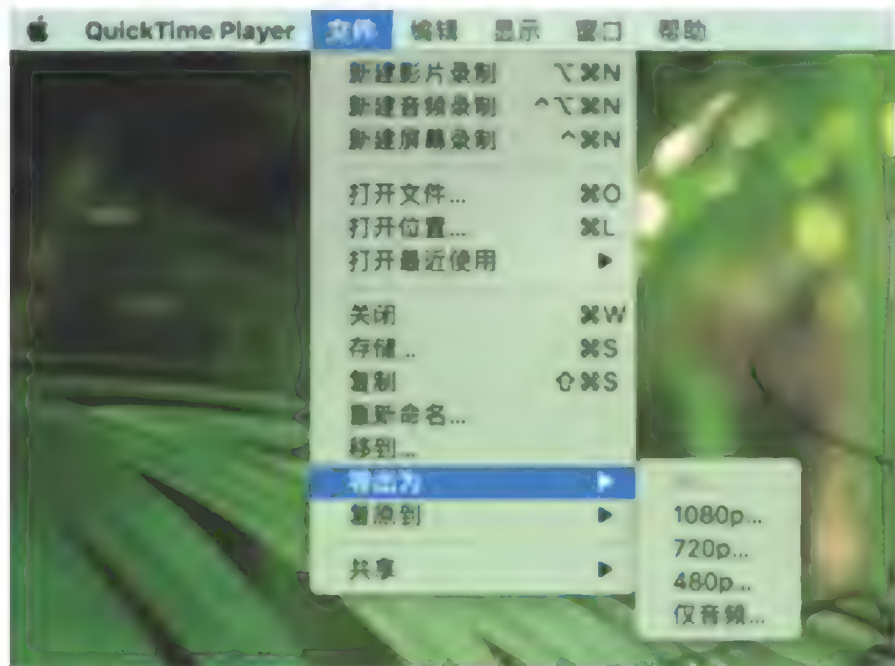 QuickTime Player 文件 编辑 显示 窗口 帮助
新建影片录制 ⌥⌘N
新建音频录制 ^⌥⌘N
新建屏幕录制 ^⌘N
打开文件... ⌘O
打开位置... ⌘L
打开最近使用 ▶
关闭 ⌘W
存储... ⌘S
复制 ⇧⌘S
重新命名...
移到...
导出为 ▶
复原到 ▶
共享 ▶
1080p...
720p...
480p...
仅音频...